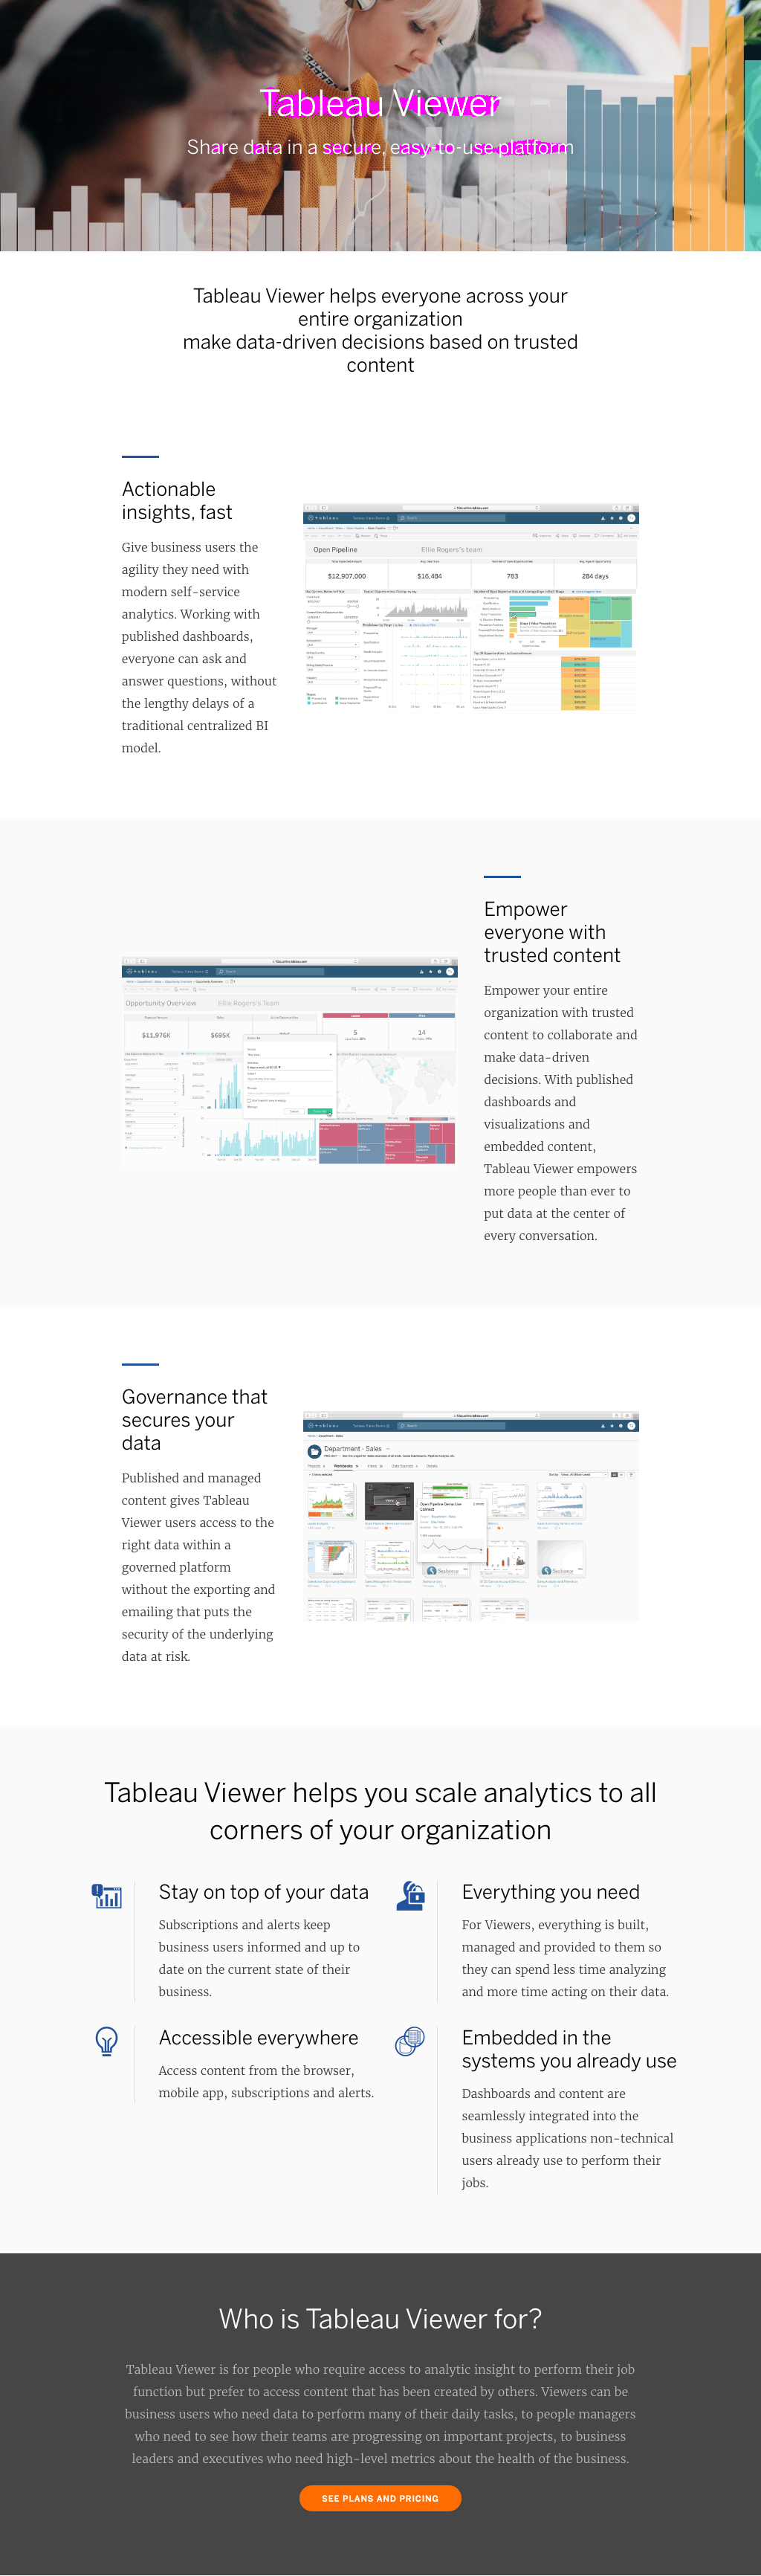 Tableau Viewer
Share data in a secure, easy-to-use platform
Tableau Viewer helps everyone across your
entire organization
make data-driven decisions based on trusted
content
Actionable
insights, fast
Give business users the
agility they need with
modern self-service
analytics. Working with
published dashboards,
everyone can ask and
answer questions, without
the lengthy delays of a
traditional centralized BI
model.
Open Pipeline
Ellie Rogers's team
$12,907,000
$16,484
783
284 days
Empower
everyone with
trusted content
Empower your entire
organization with trusted
content to collaborate and
make data-driven
decisions. With published
dashboards and
visualizations and
embedded content,
Tableau Viewer empowers
more people than ever to
put data at the center of
every conversation.
Opportunity Overview
Ellie Rogers's Team
$11,976K
$695K
5
14
Governance that
secures your
data
Published and managed
content gives Tableau
Viewer users access to the
right data within a
governed platform
without the exporting and
emailing that puts the
security of the underlying
data at risk.
Department - Sales
Tableau Viewer helps you scale analytics to all
corners of your organization
Stay on top of your data
Subscriptions and alerts keep
business users informed and up to
date on the current state of their
business.
Everything you need
For Viewers, everything is built,
managed and provided to them so
they can spend less time analyzing
and more time acting on their data.
Accessible everywhere
Access content from the browser,
mobile app, subscriptions and alerts.
Embedded in the
systems you already use
Dashboards and content are
seamlessly integrated into the
business applications non-technical
users already use to perform their
jobs.
Who is Tableau Viewer for?
Tableau Viewer is for people who require access to analytic insight to perform their job
function but prefer to access content that has been created by others. Viewers can be
business users who need data to perform many of their daily tasks, to people managers
who need to see how their teams are progressing on important projects, to business
leaders and executives who need high-level metrics about the health of the business.
SEE PLANS AND PRICING